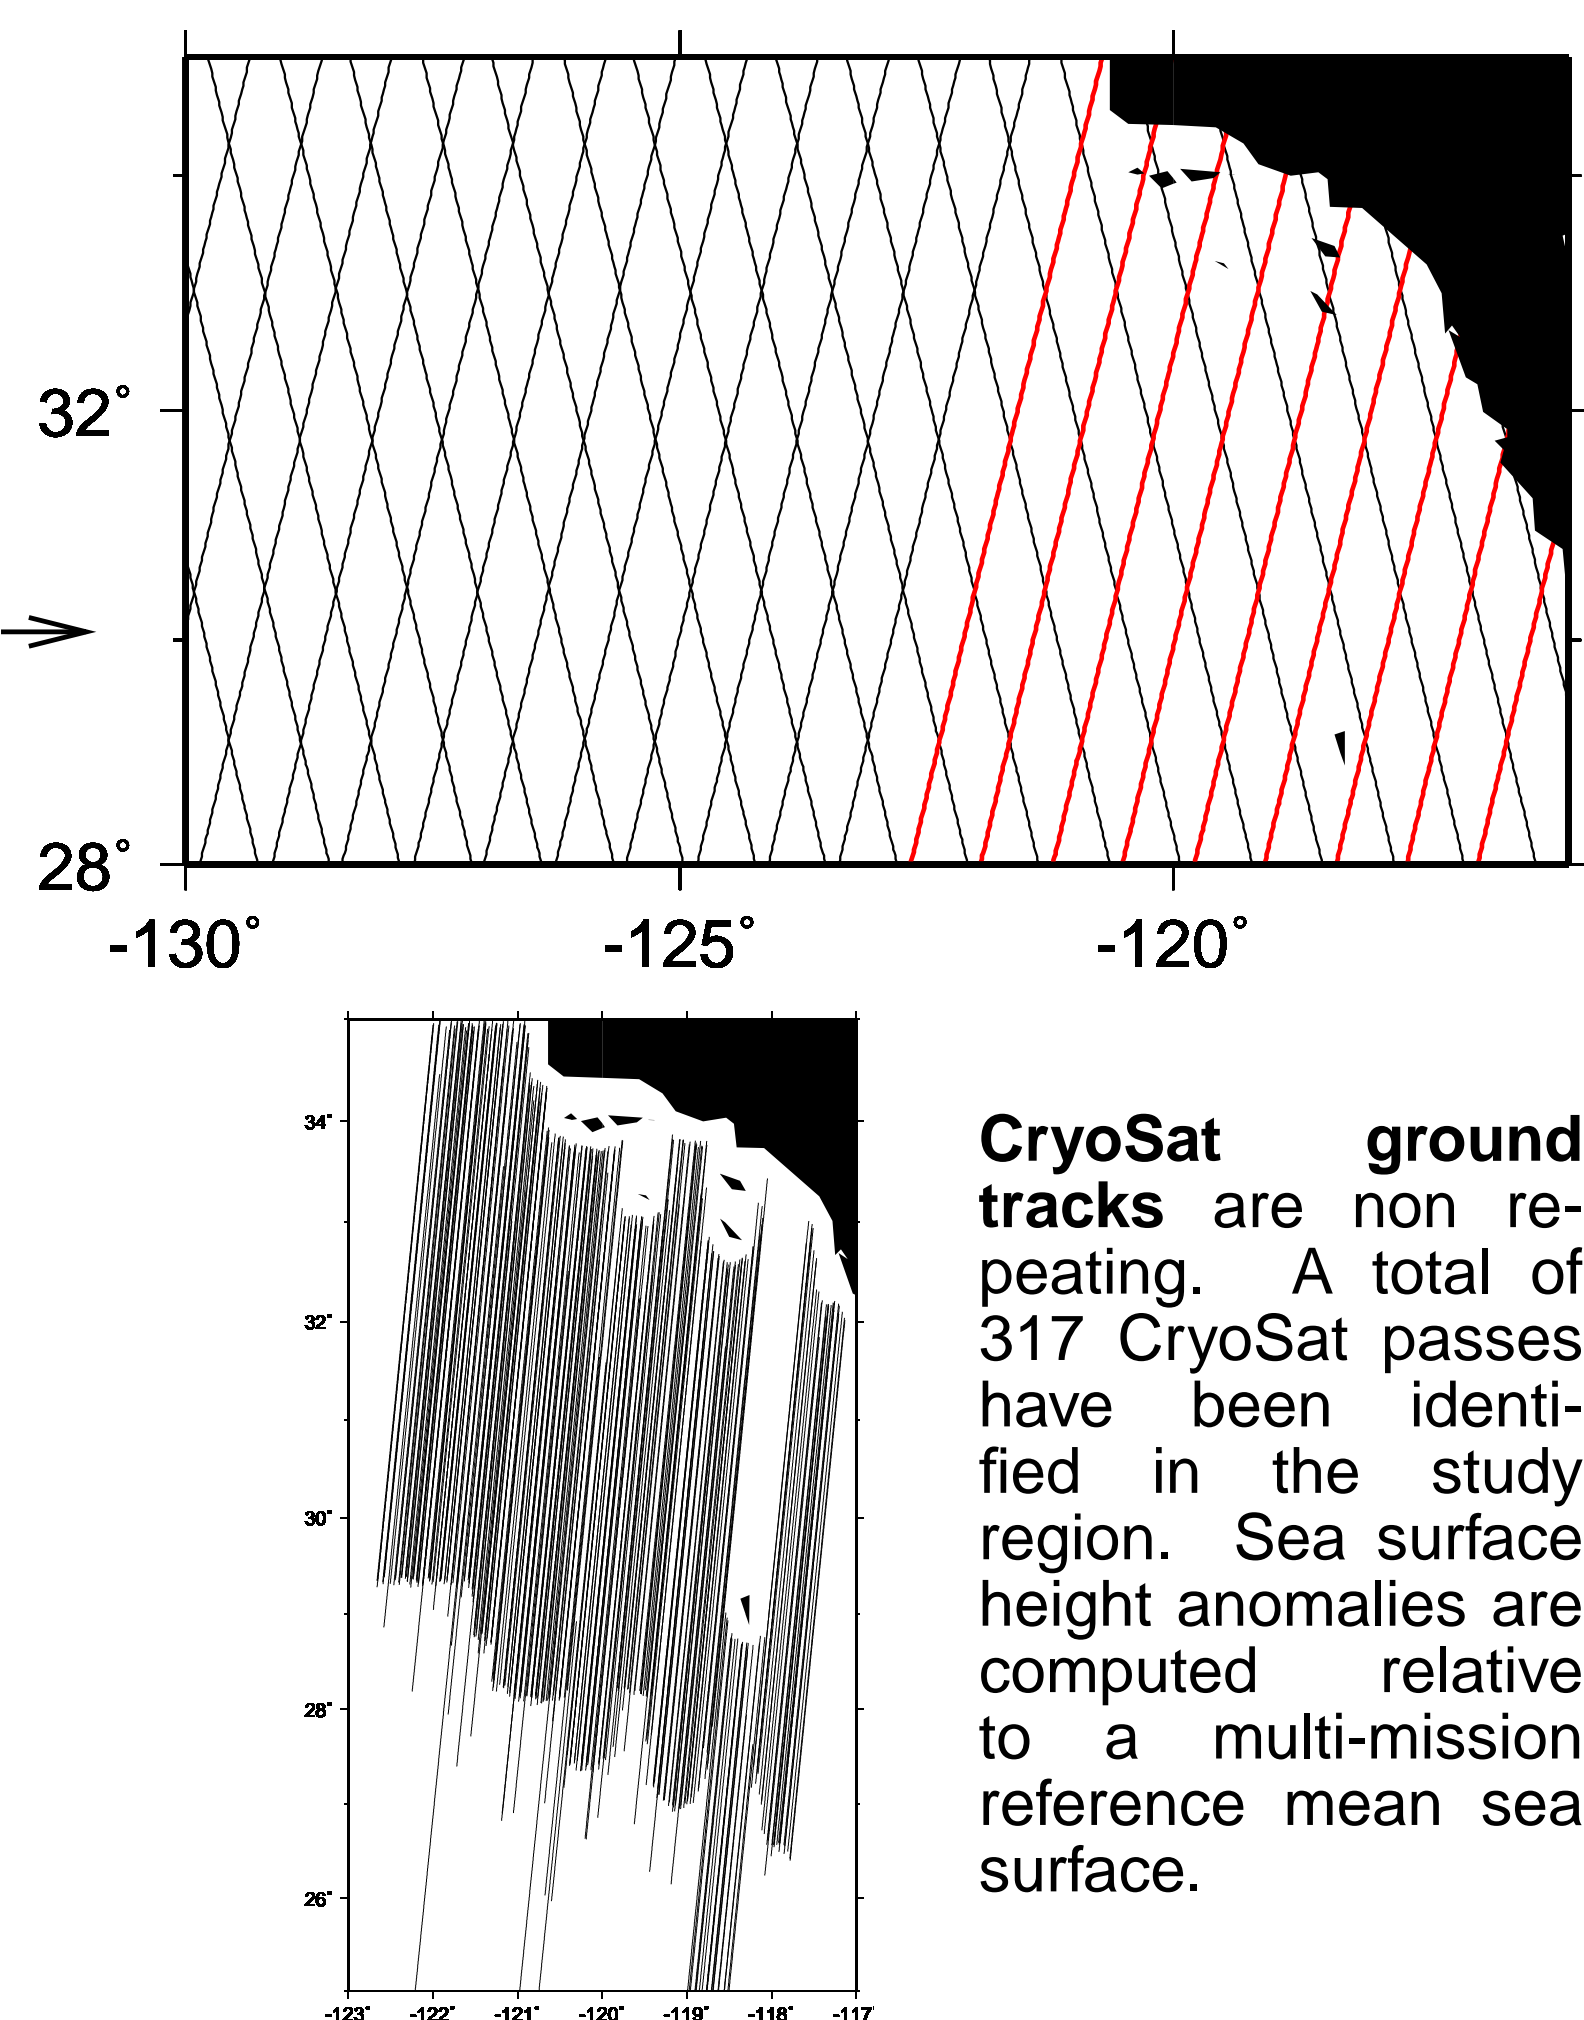 32°
28°
-130° -125° -120°
34°
32°
30°
28°
26°
-123° -122° -121° -120° -119° -118° -117°
CryoSat ground
tracks are non re-
peating. A total of
317 CryoSat passes
have been identi-
fied in the study
region. Sea surface
height anomalies are
computed relative
to a multi-mission
reference mean sea
surface.